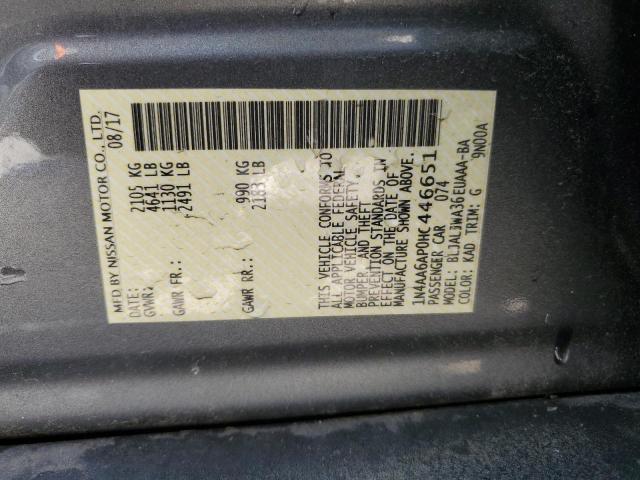 MFD BY NISSAN MOTOR CO., LTD.
DATE: 08/17
GVWR: 2105 KG
4641 LB
GAWR FR.: 1130 KG
2491 LB
GAWR RR.: 990 KG
2183 LB
THIS VEHICLE CONFORMS TO
ALL APPLICABLE FEDERAL
MOTOR VEHICLE SAFETY,
BUMPER, AND THEFT
PREVENTION STANDARDS IN
EFFECT ON THE DATE OF
MANUFACTURE SHOWN ABOVE.
1N4AA6AP0HC446651
PASSENGER CAR 074
MODEL: BLJALJWA36EUAAA-BA
COLOR: KAD TRIM: G 9N00A